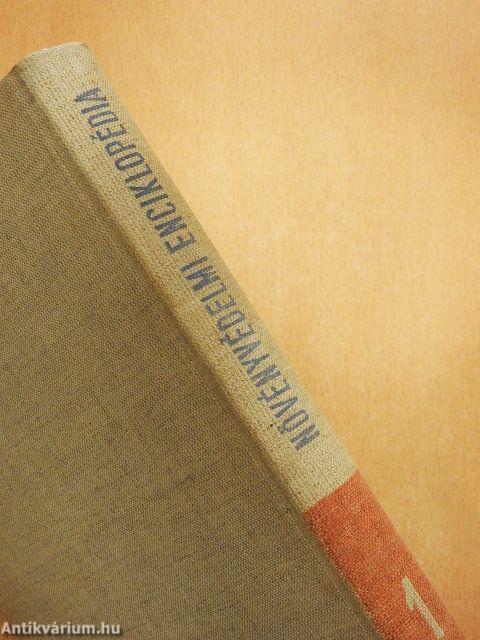 NÖVÉNYVÉDELMI ENCIKLOPÉDIA
1
Antikvárium.hu